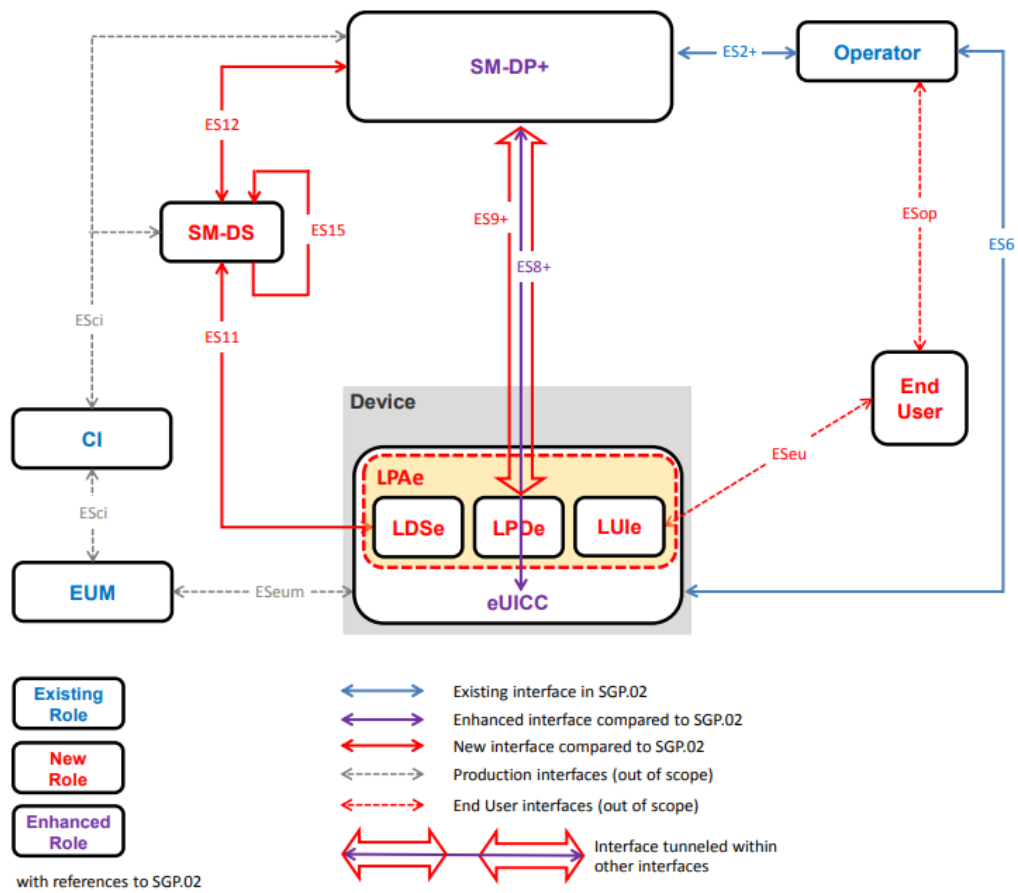 SM-DP+
ES2+
Operator
ES12
SM-DS
ES15
ES9+
ES8+
ESop
ES6
ESci
ES11
End
User
Device
CI
ESeu
LPAe
ESci
LDSe
LPDe
LUIe
EUM
ESeum
eUICC
Existing
Role
New
Role
Enhanced
Role
with references to SGP.02
Existing interface in SGP.02
Enhanced interface compared to SGP.02
New interface compared to SGP.02
Production interfaces (out of scope)
End User interfaces (out of scope)
Interface tunneled within
other interfaces